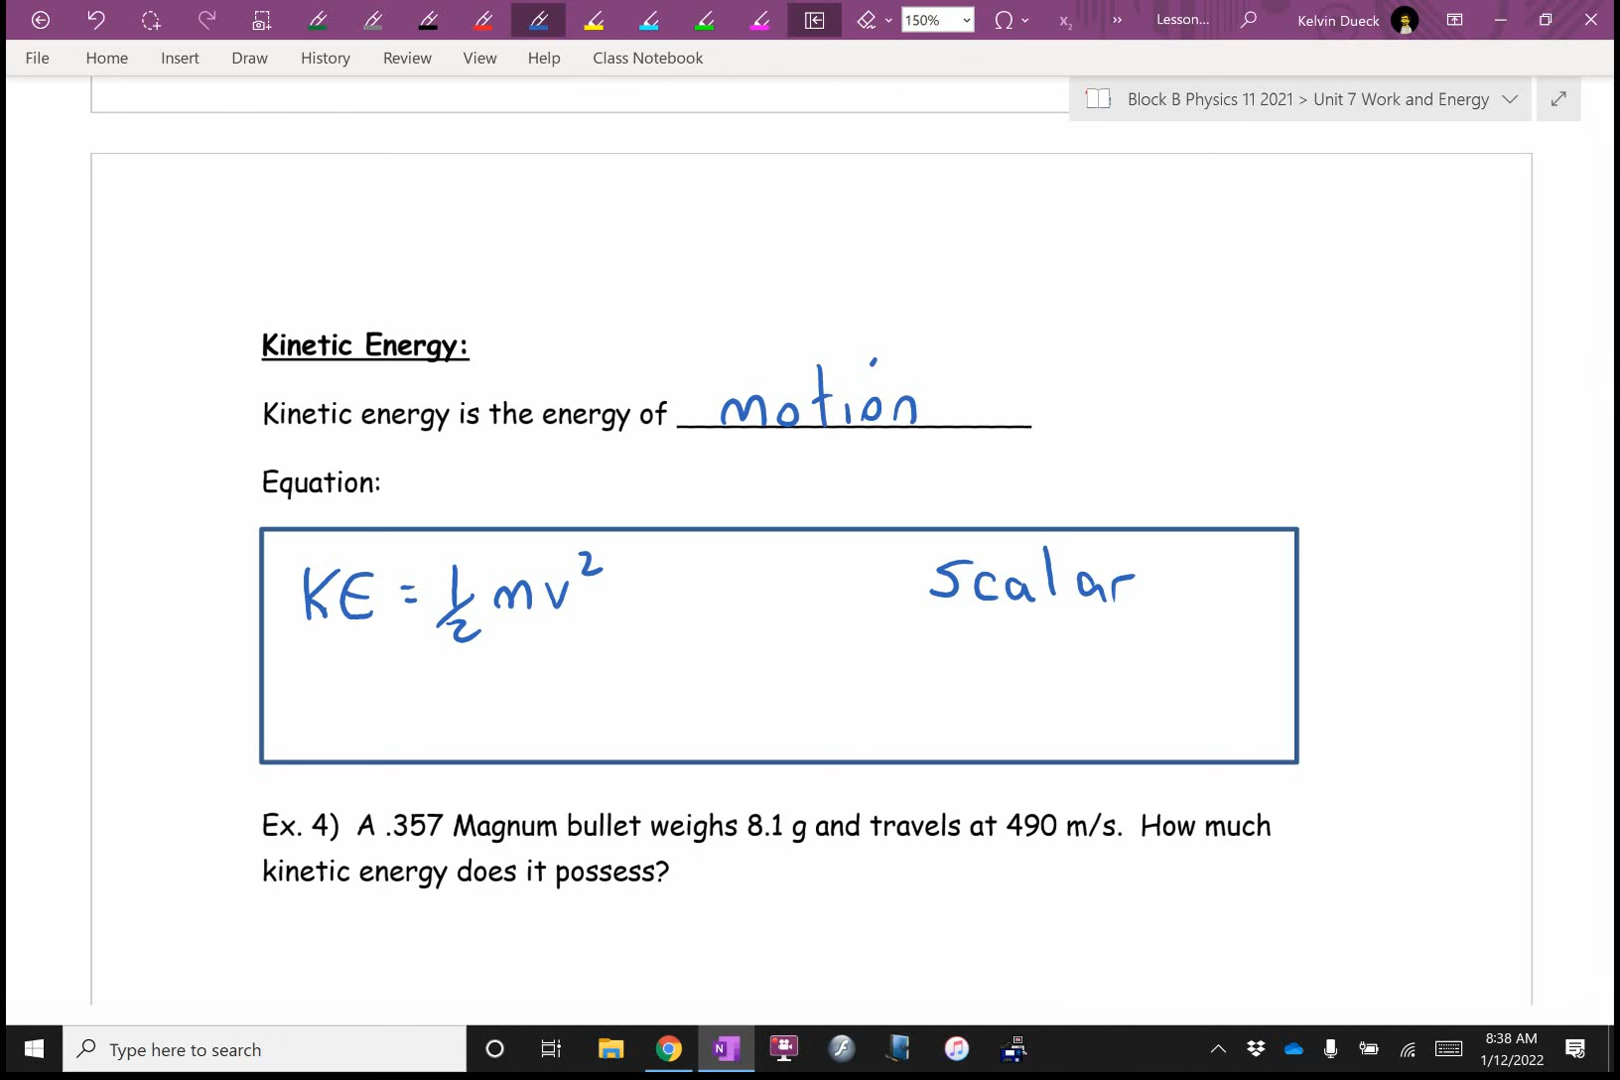 150%
Ω
x₂
»
Lesson...
Kelvin Dueck
File Home Insert Draw History Review View Help Class Notebook
Block B Physics 11 2021 > Unit 7 Work and Energy
Kinetic Energy:
Kinetic energy is the energy of motion
Equation:
KE = 1/2 mv²
Scalar
Ex. 4) A .357 Magnum bullet weighs 8.1 g and travels at 490 m/s. How much
kinetic energy does it possess?
Type here to search
8:38 AM
1/12/2022